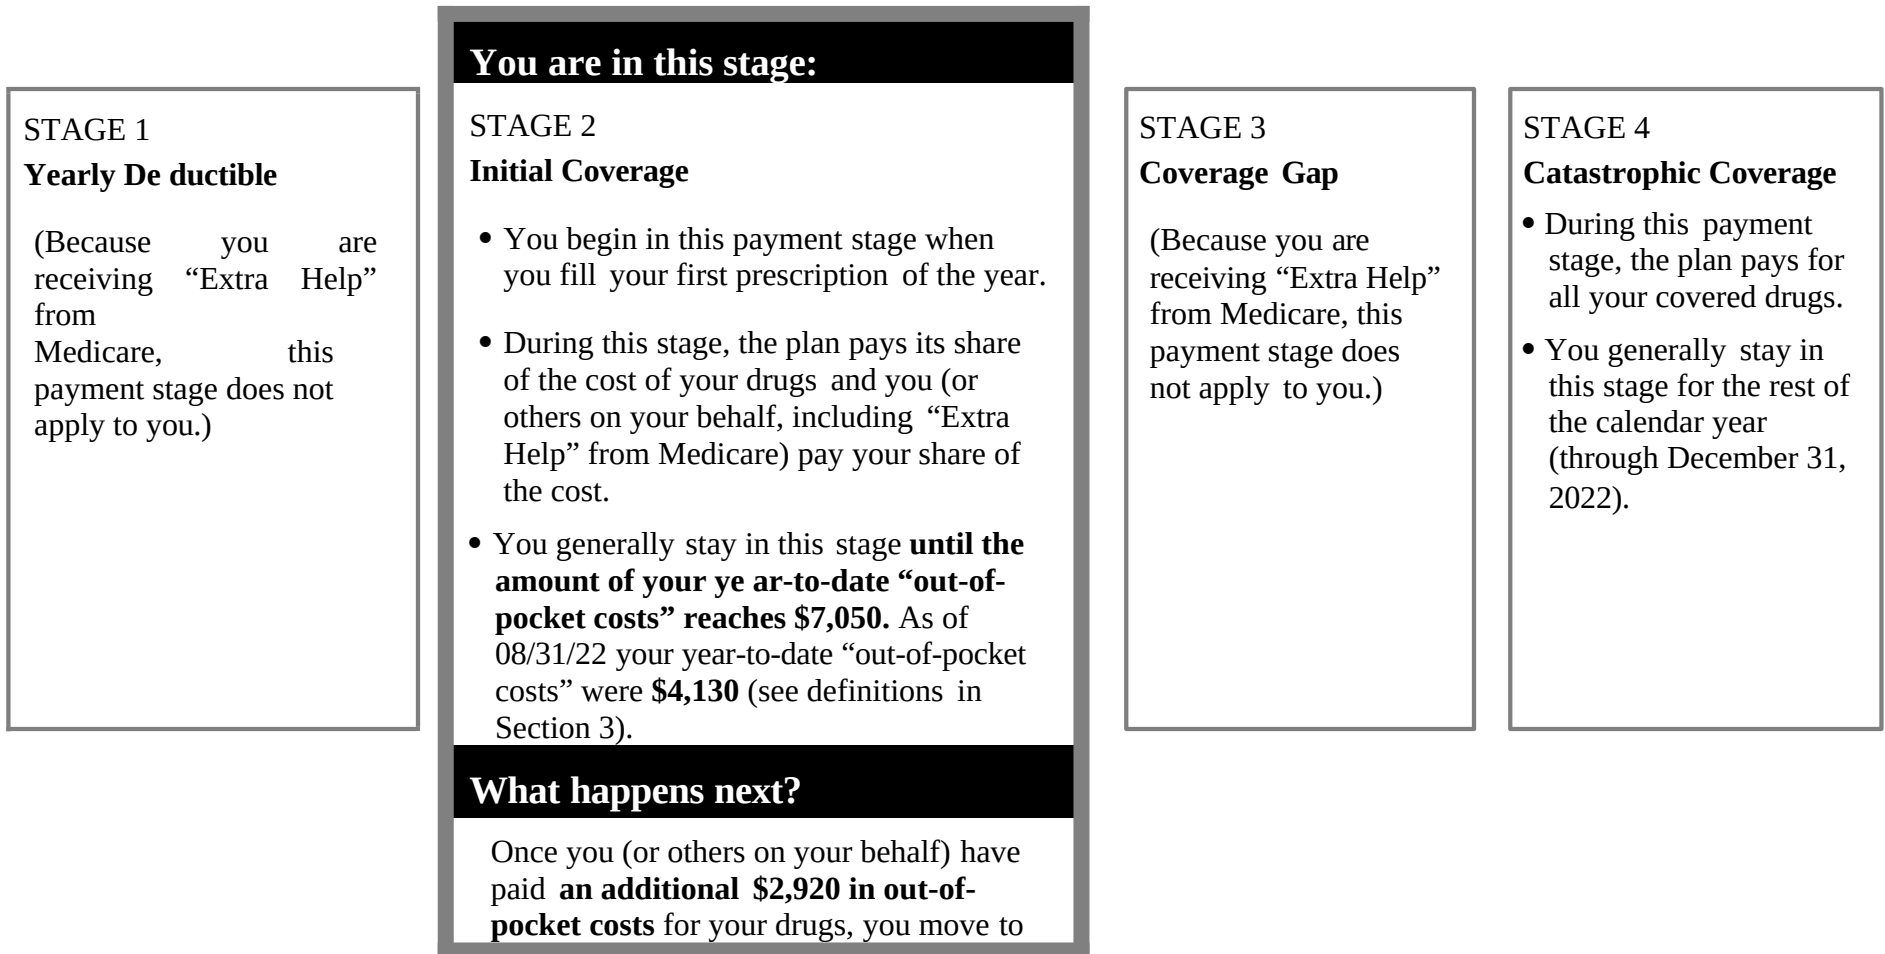 STAGE 1
Yearly De ductible
(Because you are
receiving “Extra Help”
from
Medicare, this
payment stage does not
apply to you.)
You are in this stage:
STAGE 2
Initial Coverage
• You begin in this payment stage when
you fill your first prescription of the year.
• During this stage, the plan pays its share
of the cost of your drugs and you (or
others on your behalf, including “Extra
Help” from Medicare) pay your share of
the cost.
• You generally stay in this stage until the
amount of your ye ar-to-date “out-of-
pocket costs” reaches $7,050. As of
08/31/22 your year-to-date “out-of-pocket
costs” were $4,130 (see definitions in
Section 3).
What happens next?
Once you (or others on your behalf) have
paid an additional $2,920 in out-of-
pocket costs for your drugs, you move to
STAGE 3
Coverage Gap
(Because you are
receiving “Extra Help”
from Medicare, this
payment stage does
not apply to you.)
STAGE 4
Catastrophic Coverage
• During this payment
stage, the plan pays for
all your covered drugs.
• You generally stay in
this stage for the rest of
the calendar year
(through December 31,
2022).